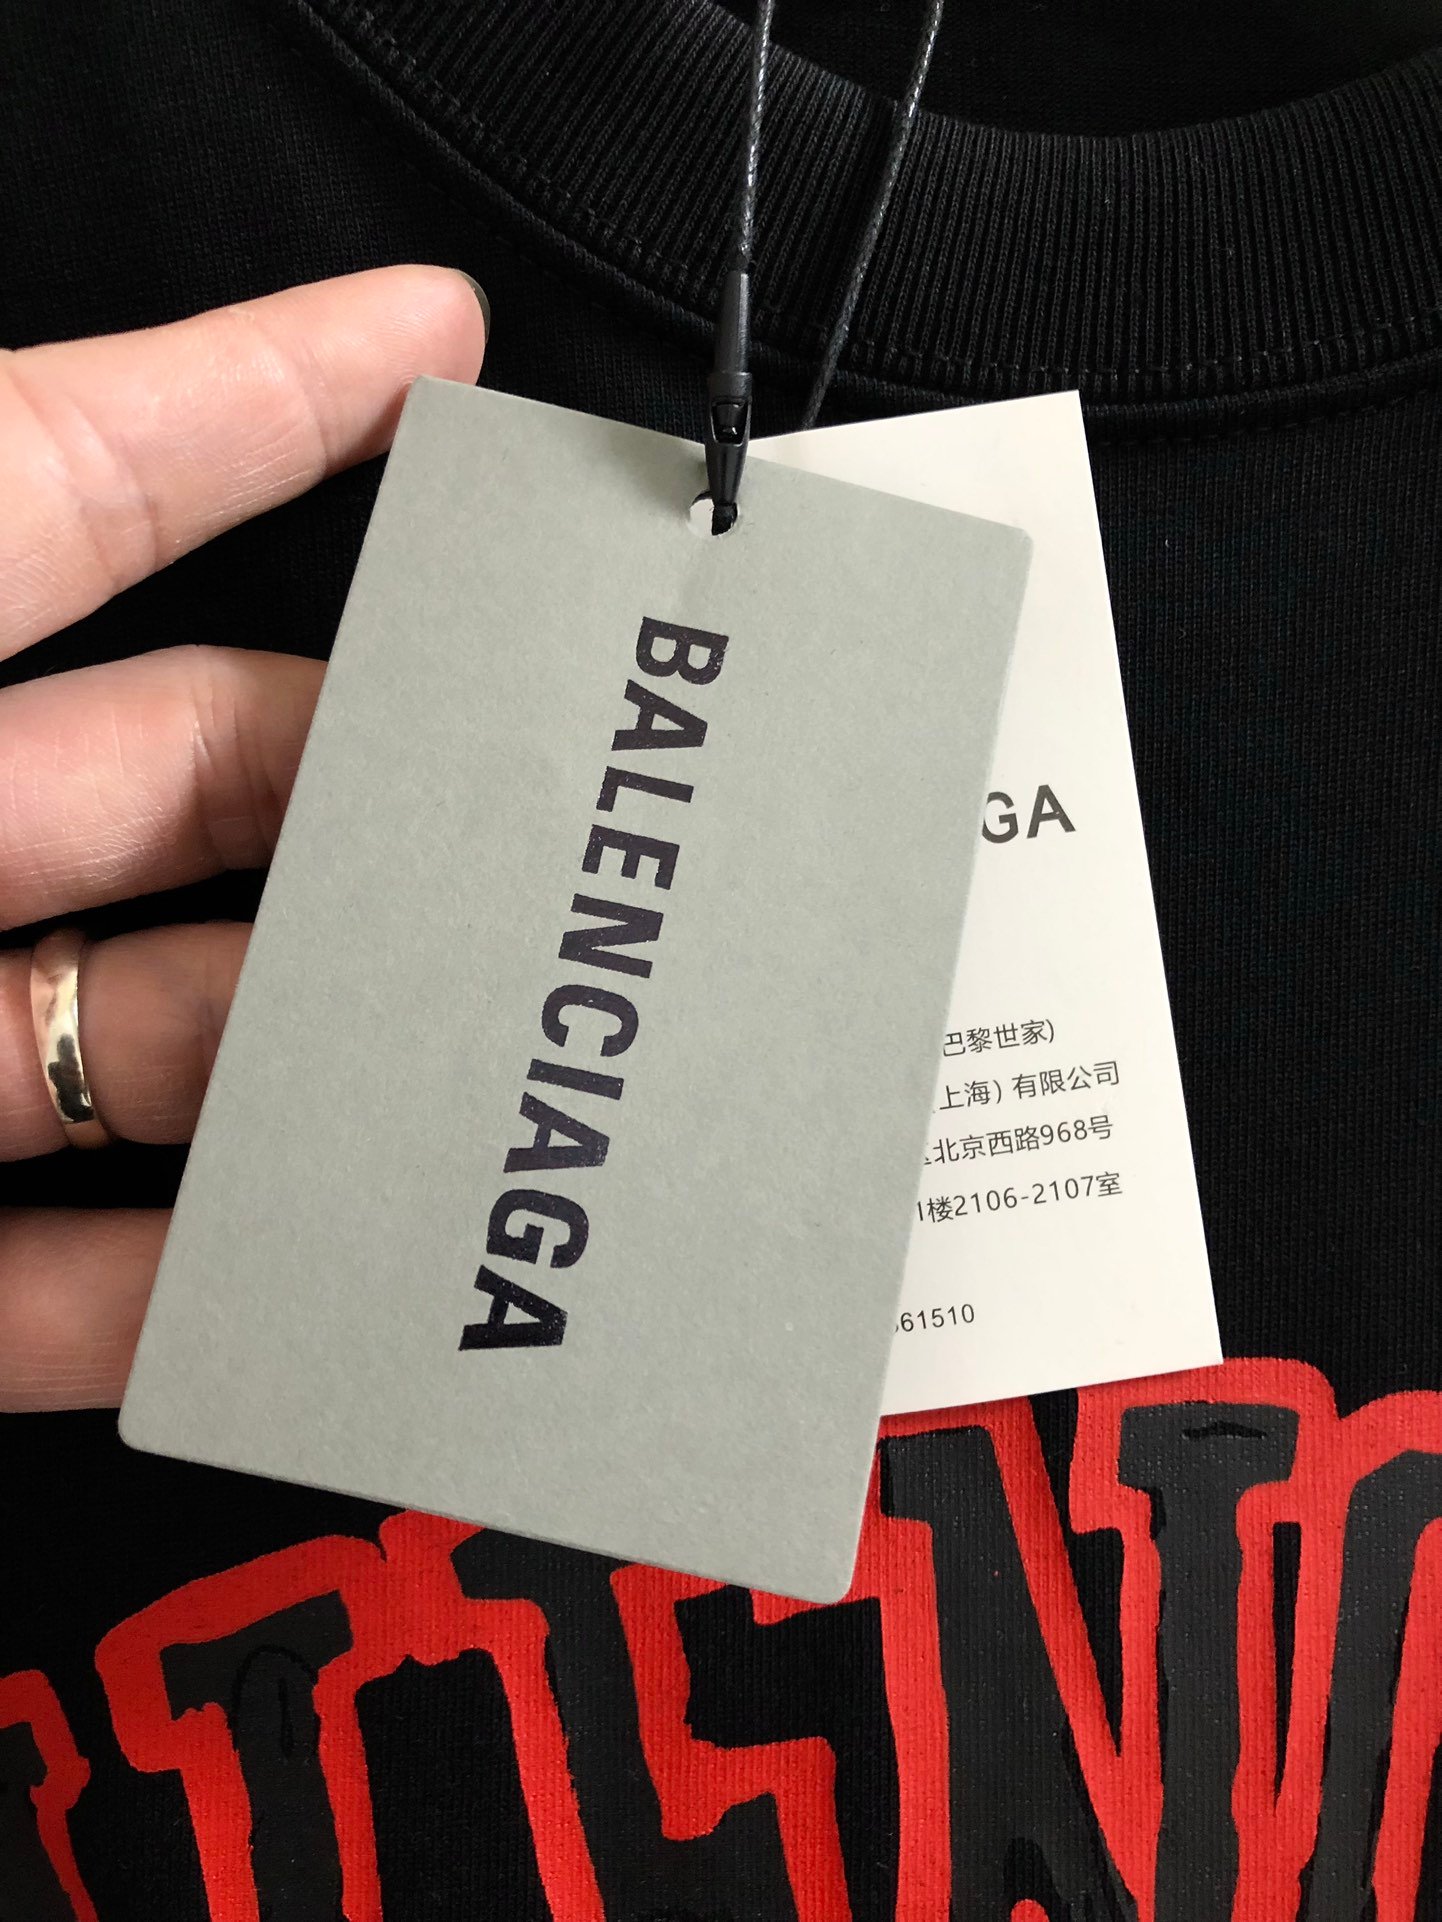 BALENCIAGA
GA
巴黎世家)
上海) 有限公司
北京西路968号
1楼2106-2107室
61510